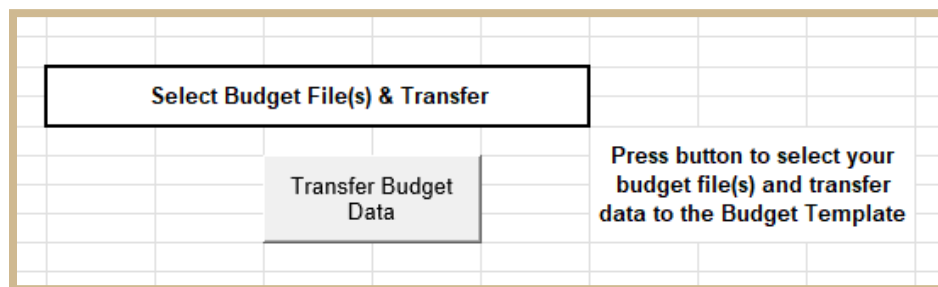 Select Budget File(s) & Transfer
Transfer Budget
Data
Press button to select your
budget file(s) and transfer
data to the Budget Template